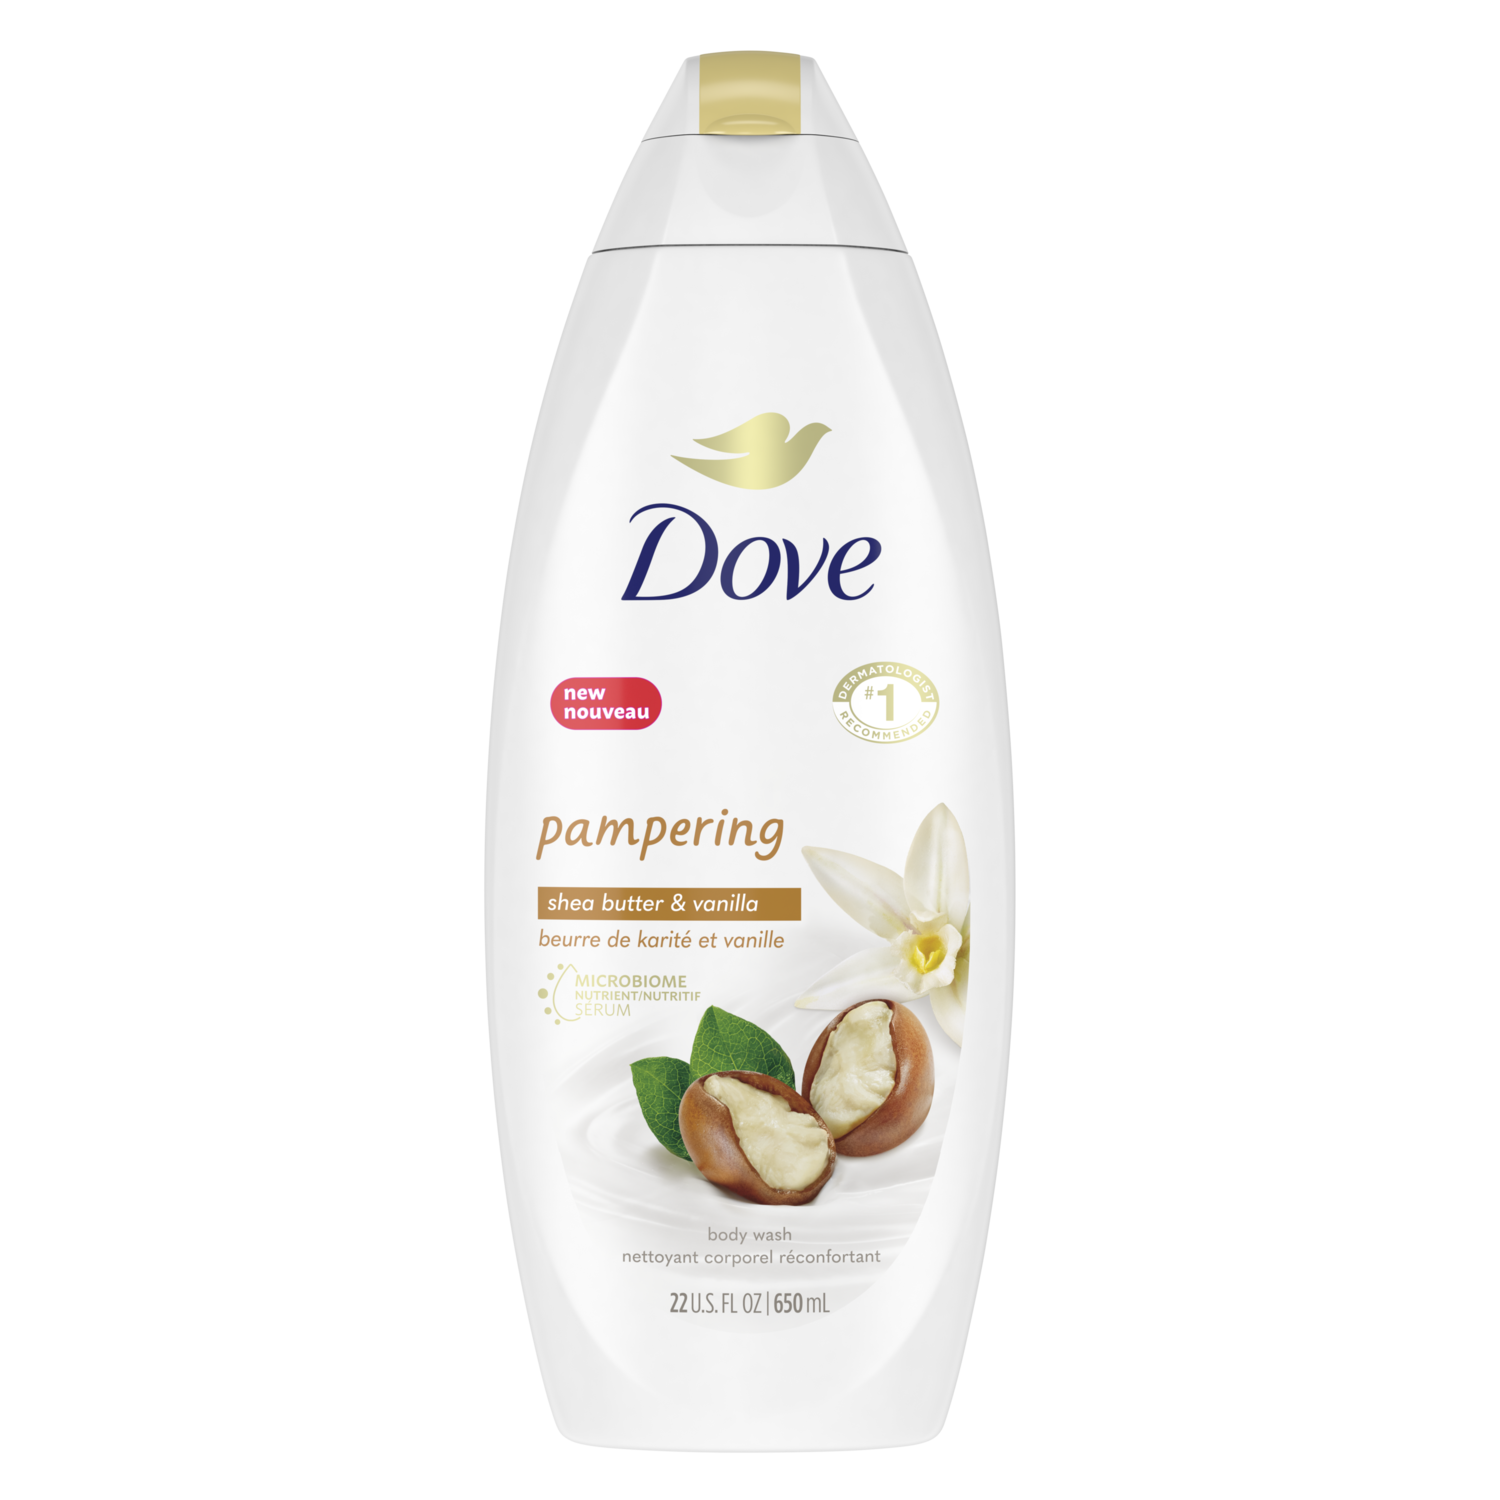 Dove
new
nouveau
DERMATOLOGIST
#1
RECOMMENDED
pampering
shea butter & vanilla
beurre de karité et vanille
MICROBIOME
NUTRIENT/NUTRITIF
SÉRUM
body wash
nettoyant corporel réconfortant
22 U.S. FL OZ | 650 mL